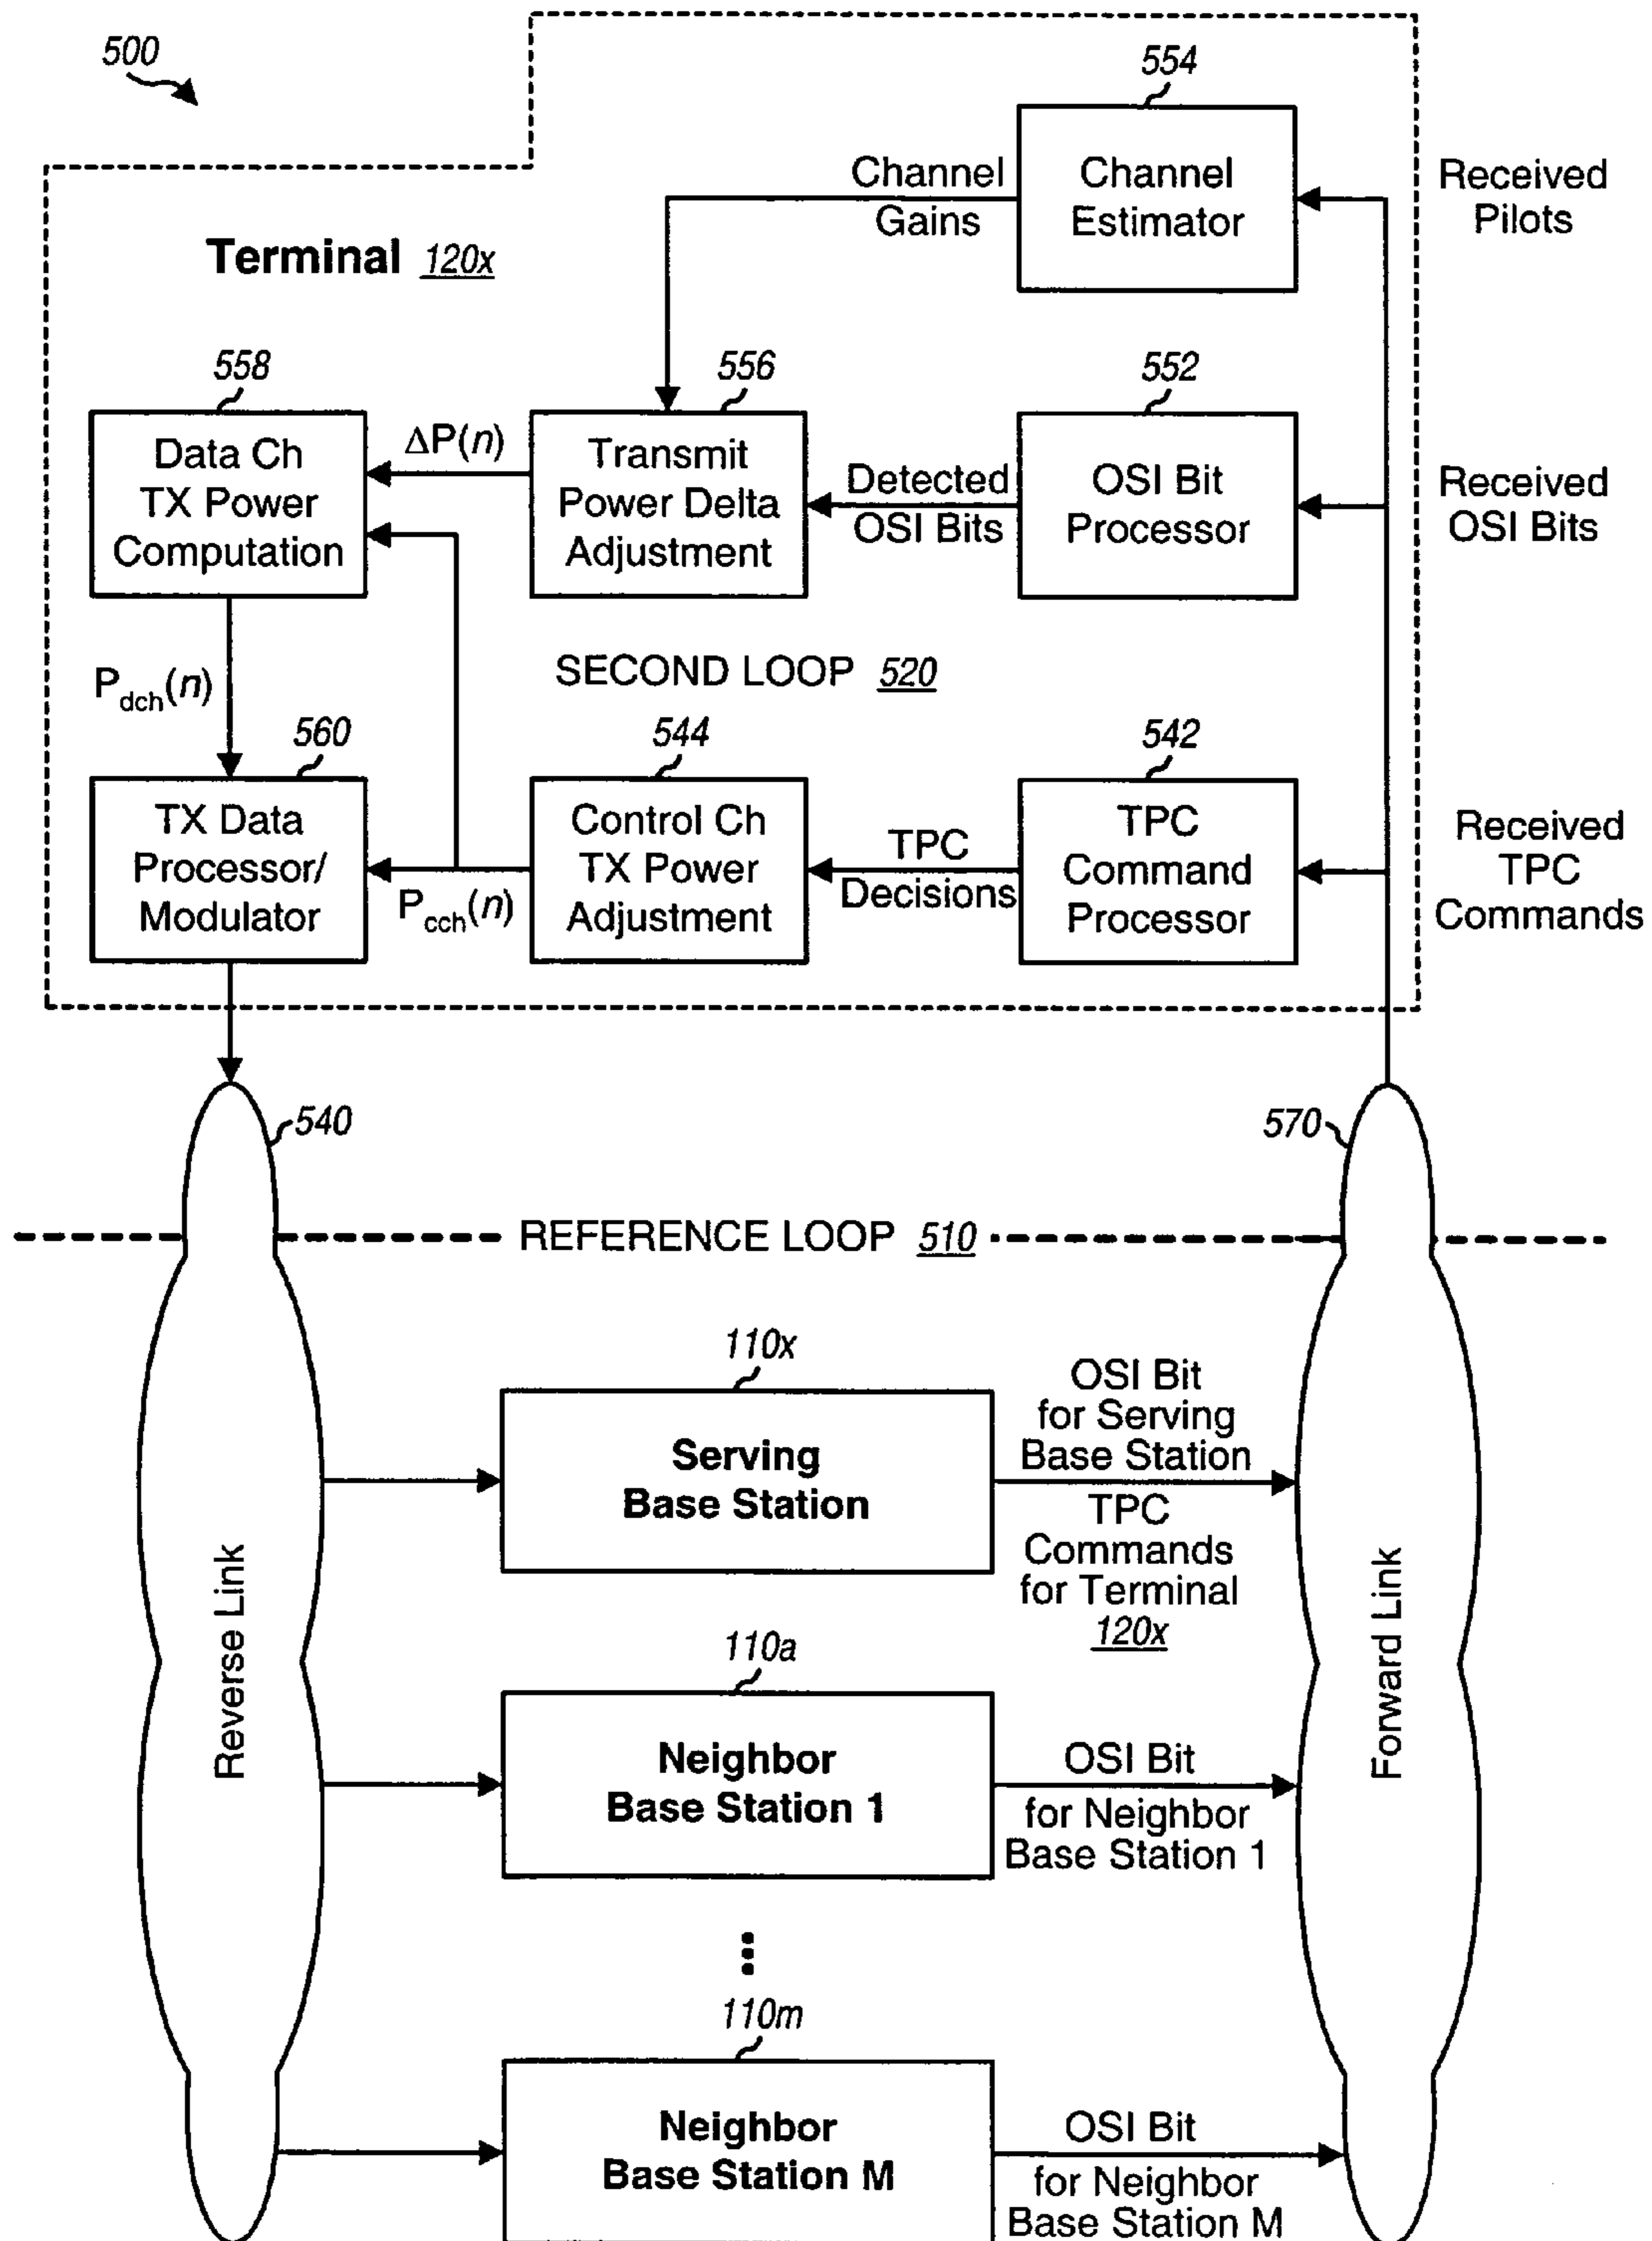 500
554
Channel
Gains
Channel
Estimator
Received
Pilots
Terminal 120x
558
556
552
Data Ch
TX Power
Computation
ΔP(n)
Transmit
Power Delta
Adjustment
Detected
OSI Bits
OSI Bit
Processor
Received
OSI Bits
Pdch(n)
SECOND LOOP 520
560
544
542
TX Data
Processor/
Modulator
Pcch(n)
Control Ch
TX Power
Adjustment
TPC
Decisions
TPC
Command
Processor
Received
TPC
Commands
540
570
REFERENCE LOOP 510
Reverse Link
Forward Link
110x
Serving
Base Station
OSI Bit
for Serving
Base Station
TPC
Commands
for Terminal
120x
110a
Neighbor
Base Station 1
OSI Bit
for Neighbor
Base Station 1
110m
Neighbor
Base Station M
OSI Bit
for Neighbor
Base Station M